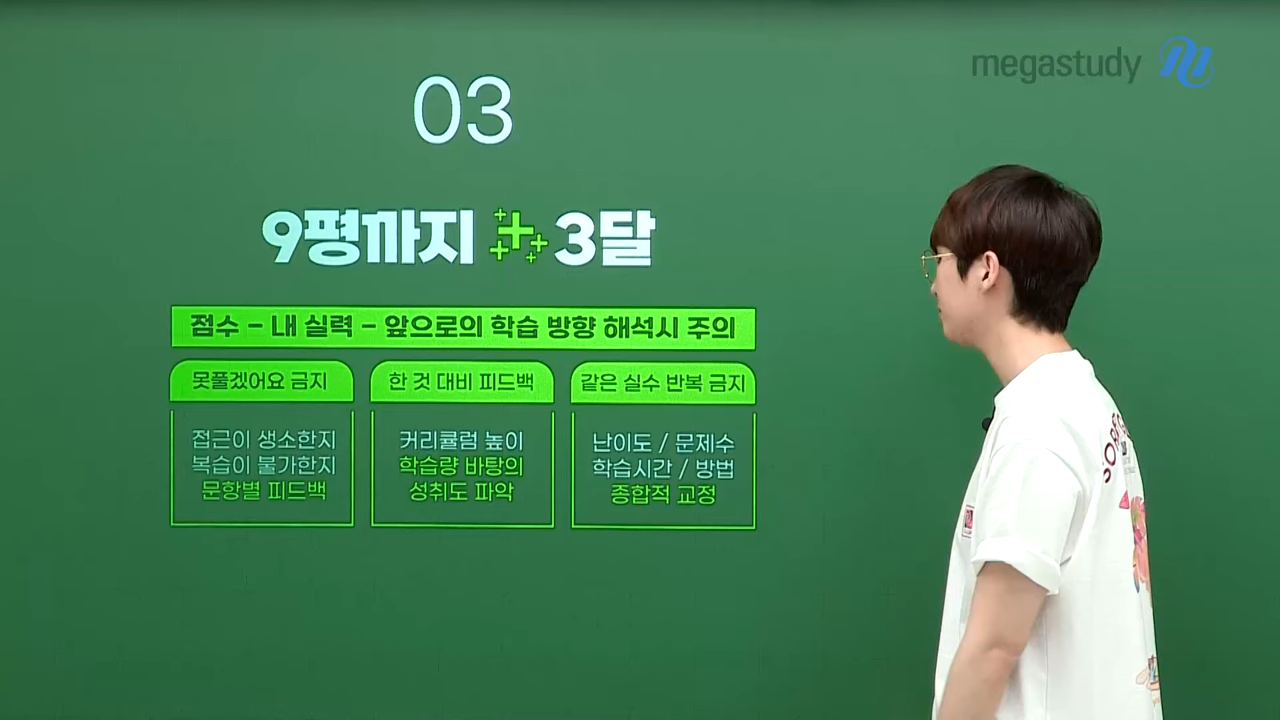 megastudy
03
9평까지 3달
점수 - 내 실력 - 앞으로의 학습 방향 해석시 주의
못풀겠어요 금지
접근이 생소한지
복습이 불가한지
문항별 피드백
한 것 대비 피드백
커리큘럼 높이
학습량 바탕의
성취도 파악
같은 실수 반복 금지
난이도 / 문제수
학습시간 / 방법
종합적 교정